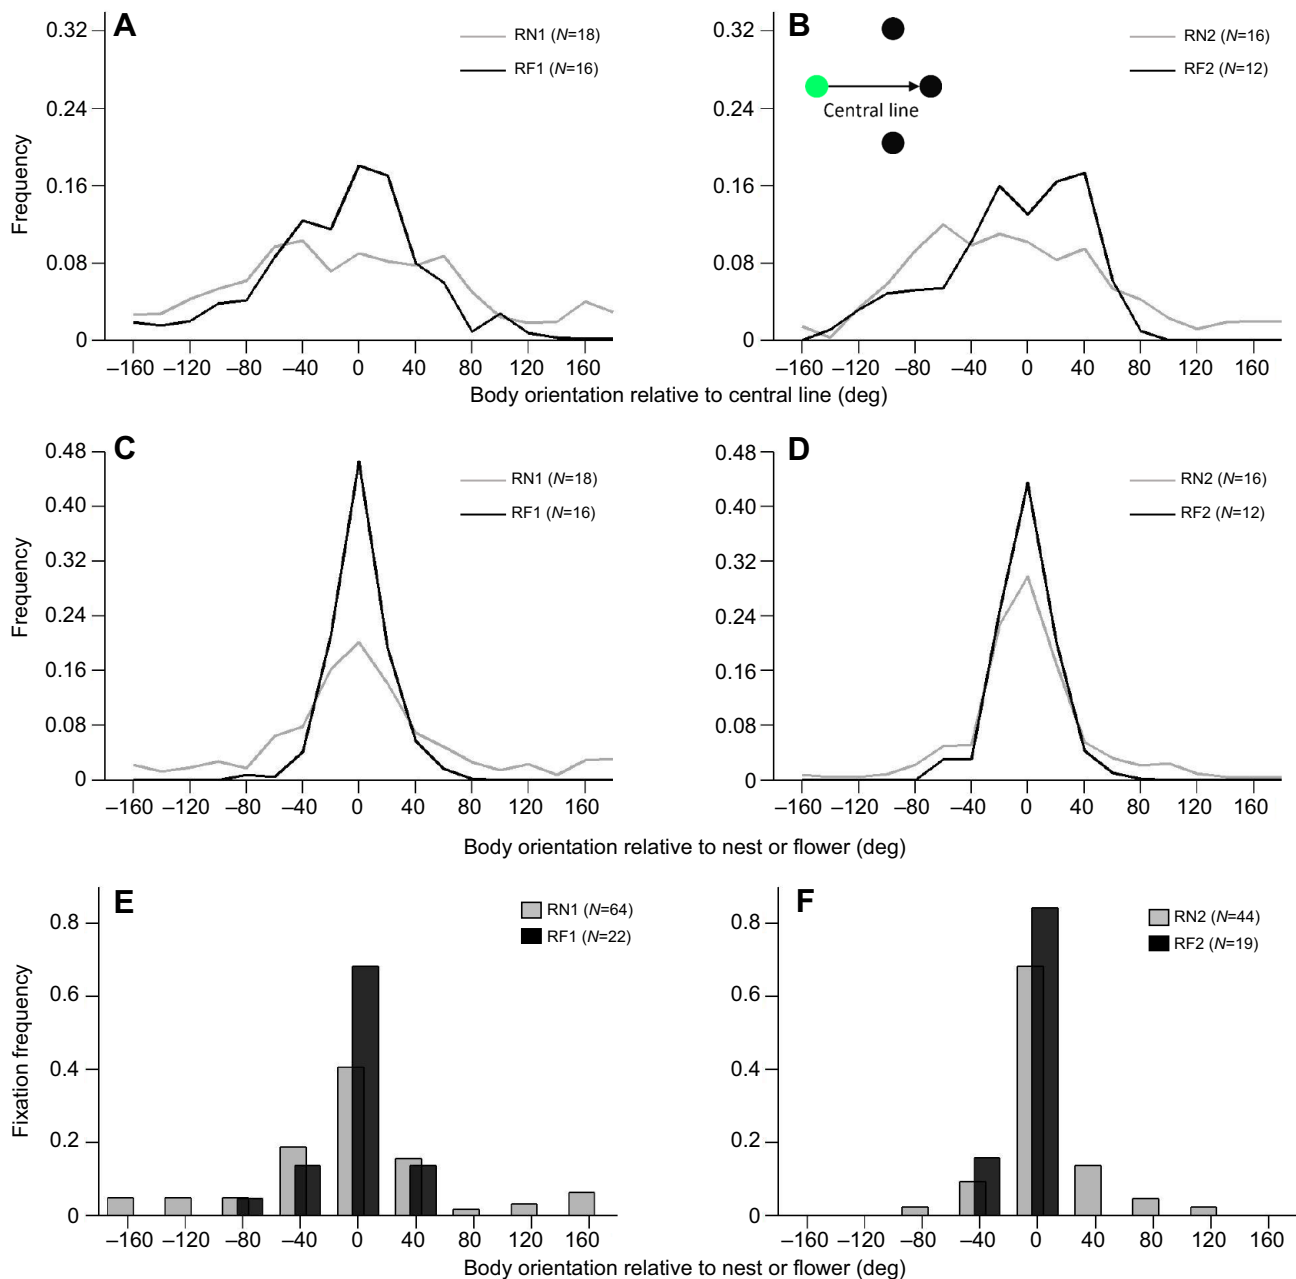 A
RN1 (N=18)
RF1 (N=16)
Frequency
0.32
0.24
0.16
0.08
0
–160 –120 –80 –40 0 40 80 120 160
B
RN2 (N=16)
RF2 (N=12)
Central line
0.32
0.24
0.16
0.08
0
–160 –120 –80 –40 0 40 80 120 160
Body orientation relative to central line (deg)
C
RN1 (N=18)
RF1 (N=16)
Frequency
0.48
0.40
0.32
0.24
0.16
0.08
0
–160 –120 –80 –40 0 40 80 120 160
D
RN2 (N=16)
RF2 (N=12)
0.48
0.40
0.32
0.24
0.16
0.08
0
–160 –120 –80 –40 0 40 80 120 160
Body orientation relative to nest or flower (deg)
E
RN1 (N=64)
RF1 (N=22)
Fixation frequency
0.8
0.6
0.4
0.2
0
–160 –120 –80 –40 0 40 80 120 160
F
RN2 (N=44)
RF2 (N=19)
0.8
0.6
0.4
0.2
0
–160 –120 –80 –40 0 40 80 120 160
Body orientation relative to nest or flower (deg)